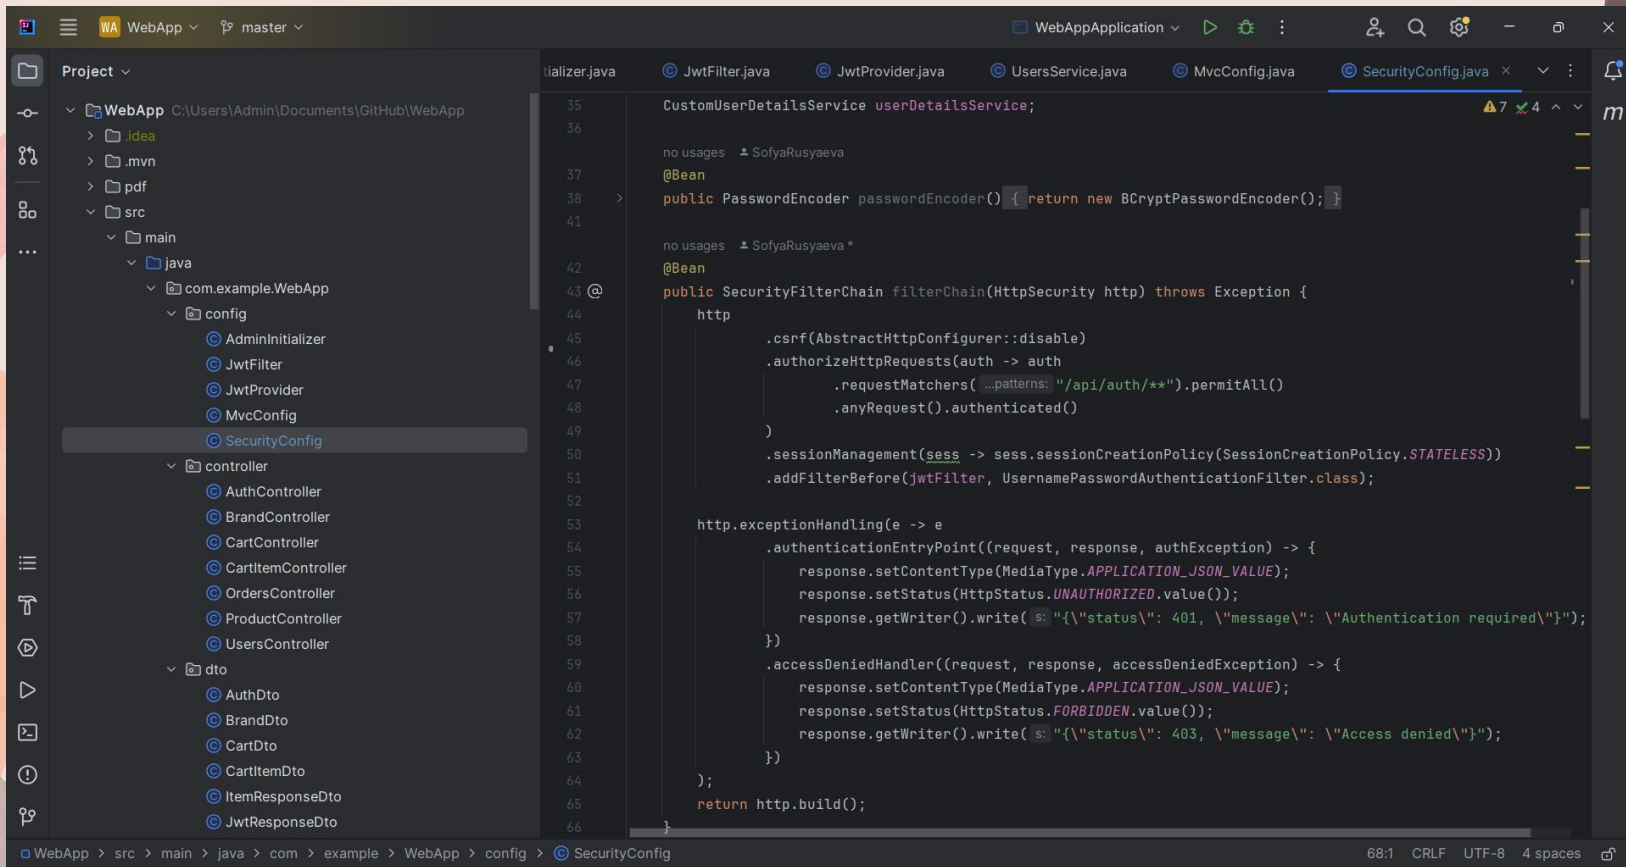 WA WebApp master WebAppApplication
Project
WebApp C:\Users\Admin\Documents\GitHub\WebApp
.idea
.mvn
pdf
src
main
java
com.example.WebApp
config
AdminInitializer
JwtFilter
JwtProvider
MvcConfig
SecurityConfig
controller
AuthController
BrandController
CartController
CartItemController
OrdersController
ProductController
UsersController
dto
AuthDto
BrandDto
CartDto
CartItemDto
ItemResponseDto
JwtResponseDto
tializer.java JwtFilter.java JwtProvider.java UsersService.java MvcConfig.java SecurityConfig.java
7 4
35 CustomUserDetailsService userDetailsService;
36
no usages SofyaRusyaeva
37 @Bean
38 public PasswordEncoder passwordEncoder() { return new BCryptPasswordEncoder(); }
41
no usages SofyaRusyaeva *
42 @Bean
43 @ public SecurityFilterChain filterChain(HttpSecurity http) throws Exception {
44 http
45 .csrf(AbstractHttpConfigurer::disable)
46 .authorizeHttpRequests(auth -> auth
47 .requestMatchers( ...patterns: "/api/auth/**").permitAll()
48 .anyRequest().authenticated()
49 )
50 .sessionManagement(sess -> sess.sessionCreationPolicy(SessionCreationPolicy.STATELESS))
51 .addFilterBefore(jwtFilter, UsernamePasswordAuthenticationFilter.class);
52
53 http.exceptionHandling(e -> e
54 .authenticationEntryPoint((request, response, authException) -> {
55 response.setContentType(MediaType.APPLICATION_JSON_VALUE);
56 response.setStatus(HttpStatus.UNAUTHORIZED.value());
57 response.getWriter().write( s: "{\"status\": 401, \"message\": \"Authentication required\"}");
58 })
59 .accessDeniedHandler((request, response, accessDeniedException) -> {
60 response.setContentType(MediaType.APPLICATION_JSON_VALUE);
61 response.setStatus(HttpStatus.FORBIDDEN.value());
62 response.getWriter().write( s: "{\"status\": 403, \"message\": \"Access denied\"}");
63 })
64 );
65 return http.build();
66 }
m
WebApp > src > main > java > com > example > WebApp > config > SecurityConfig 68:1 CRLF UTF-8 4 spaces